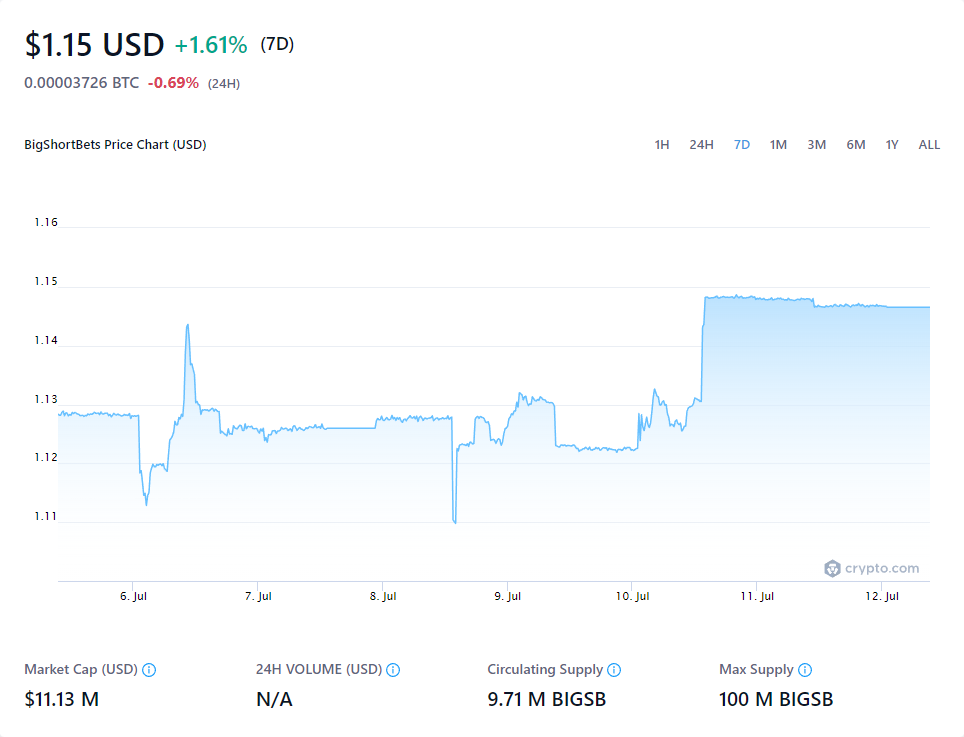 $1.15 USD +1.61% (7D)
0.00003726 BTC -0.69% (24H)
BigShortBets Price Chart (USD) 1H 24H 7D 1M 3M 6M 1Y ALL
1.16
1.15
1.14
1.13
1.12
1.11
crypto.com
6. Jul 7. Jul 8. Jul 9. Jul 10. Jul 11. Jul 12. Jul
Market Cap (USD) 24H VOLUME (USD) Circulating Supply Max Supply
$11.13 M N/A 9.71 M BIGSB 100 M BIGSB